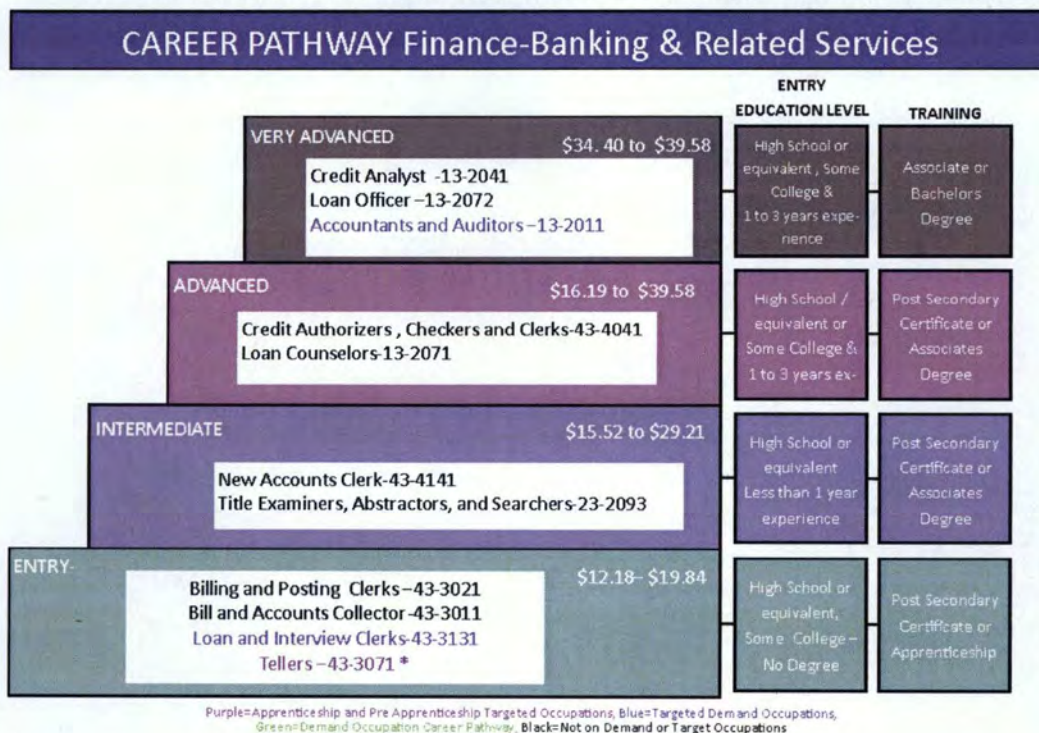 CAREER PATHWAY Finance-Banking & Related Services
ENTRY
EDUCATION LEVEL
TRAINING
VERY ADVANCED
$34. 40 to $39.58
Credit Analyst -13-2041
Loan Officer –13-2072
Accountants and Auditors –13-2011
High School or
equivalent , Some
College &
1 to 3 years expe-
rience
Associate or
Bachelors
Degree
ADVANCED
$16.19 to $39.58
Credit Authorizers , Checkers and Clerks-43-4041
Loan Counselors-13-2071
High School /
equivalent or
Some College &
1 to 3 years ex-
Post Secondary
Certificate or
Associates
Degree
INTERMEDIATE
$15.52 to $29.21
New Accounts Clerk-43-4141
Title Examiners, Abstractors, and Searchers-23-2093
High School or
equivalent
Less than 1 year
experience
Post Secondary
Certificate or
Associates
Degree
ENTRY-
$12.18– $19.84
Billing and Posting Clerks –43-3021
Bill and Accounts Collector -43-3011
Loan and Interview Clerks-43-3131
Tellers –43-3071 *
High School or
equivalent,
Some College –
No Degree
Post Secondary
Certificate or
Apprenticeship
Purple=Apprenticeship and Pre Apprenticeship Targeted Occupations, Blue=Targeted Demand Occupations,
Green=Demand Occupation Career Pathway, Black=Not on Demand or Target Occupations